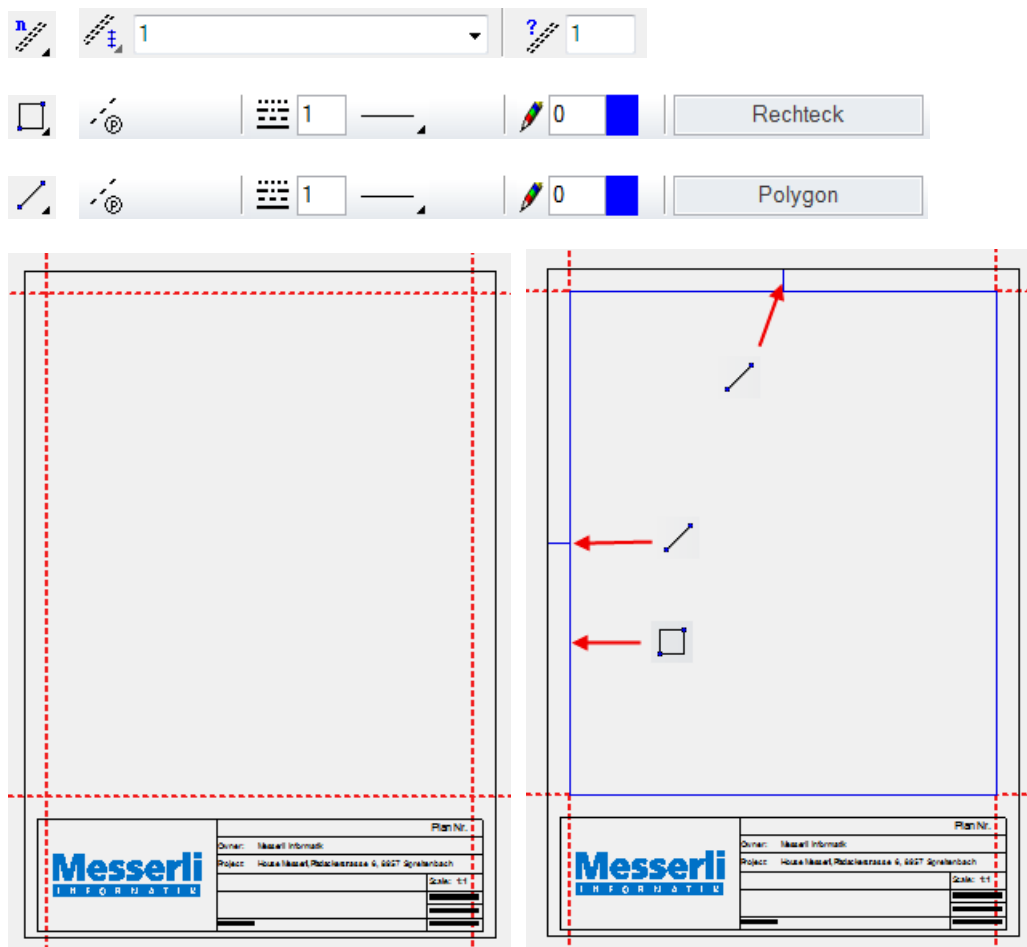 n 1 ? 1
P 1 0 Rechteck
P 1 0 Polygon
Plan Nr.
Owner: Messerli Informatik
Project:
Messerli
INFORMATIK
Scale: 1:1
Plan Nr.
Owner: Messerli Informatik
Project:
Messerli
INFORMATIK
Scale: 1:1